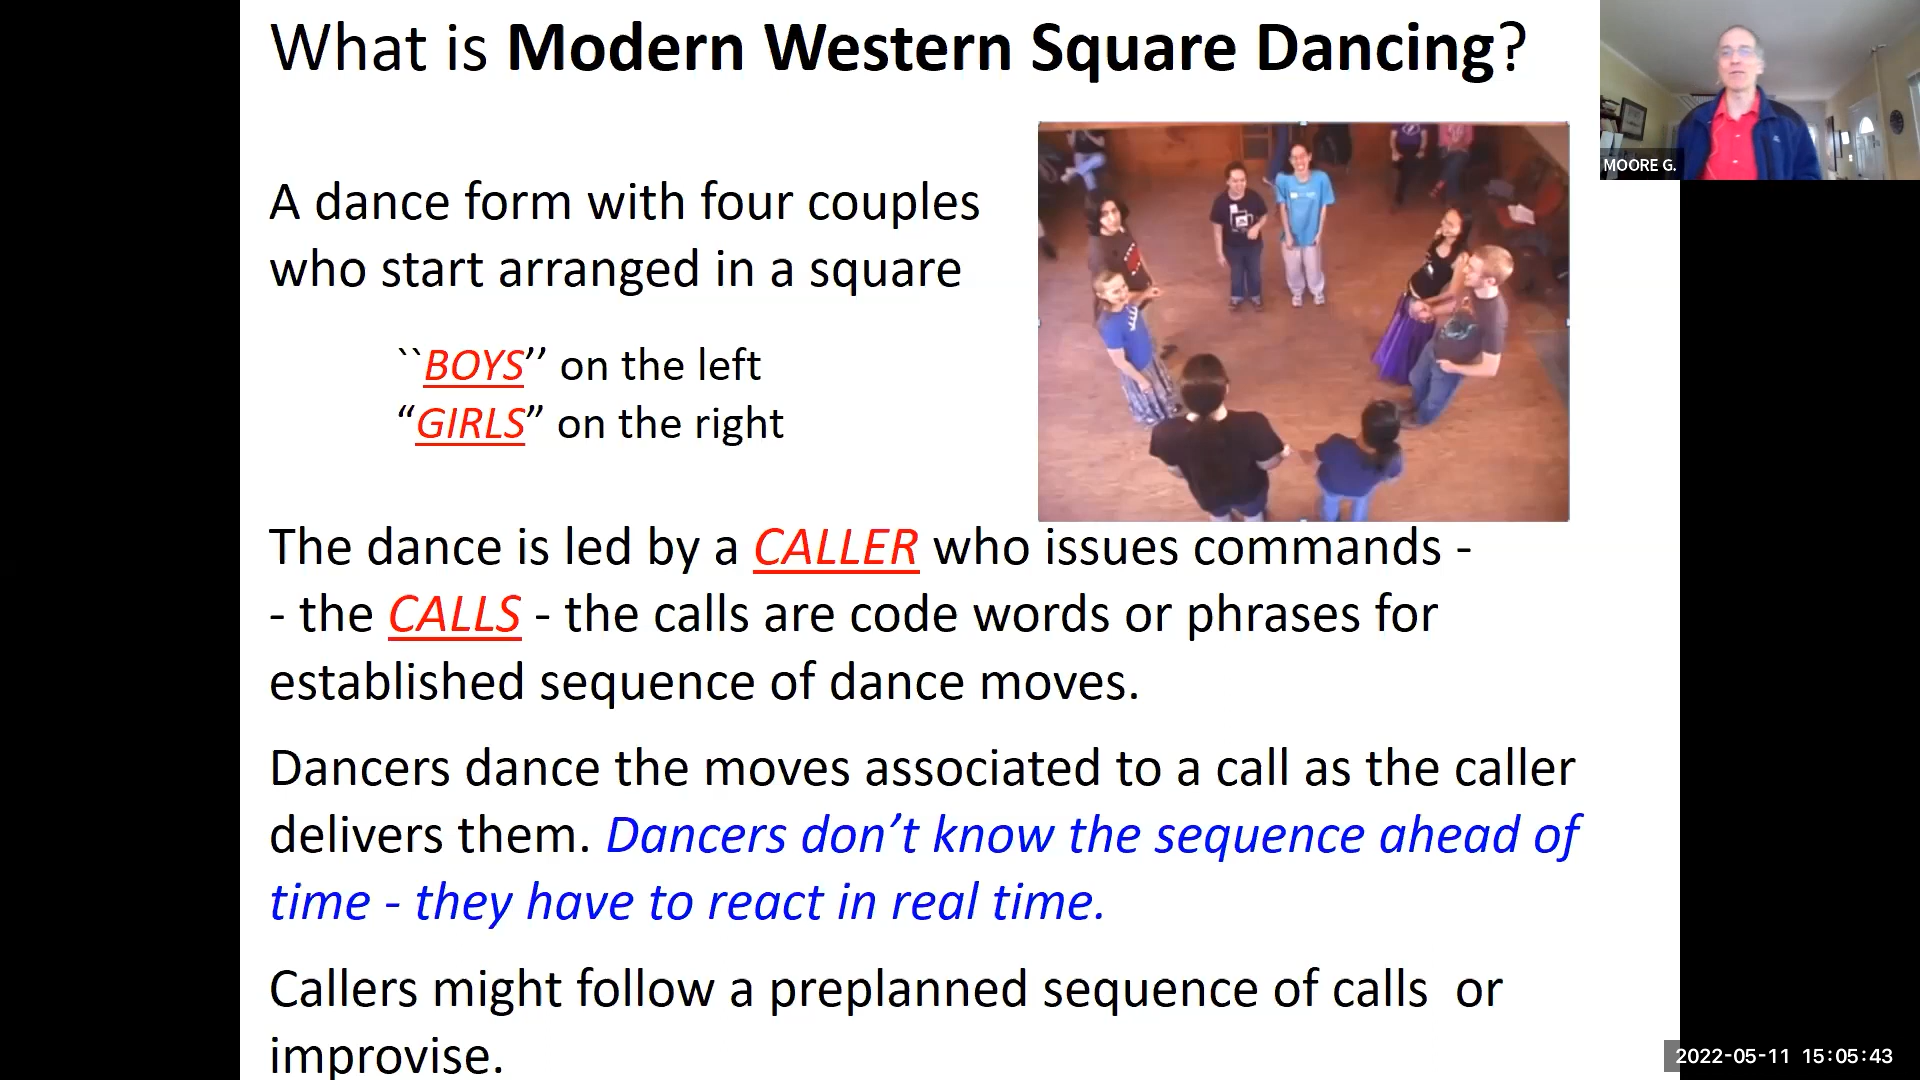 What is Modern Western Square Dancing?
MOORE G.
A dance form with four couples
who start arranged in a square
``BOYS’’ on the left
“GIRLS” on the right
The dance is led by a CALLER who issues commands -
- the CALLS - the calls are code words or phrases for
established sequence of dance moves.
Dancers dance the moves associated to a call as the caller
delivers them. Dancers don’t know the sequence ahead of
time - they have to react in real time.
Callers might follow a preplanned sequence of calls  or
improvise.
2022-05-11 15:05:43